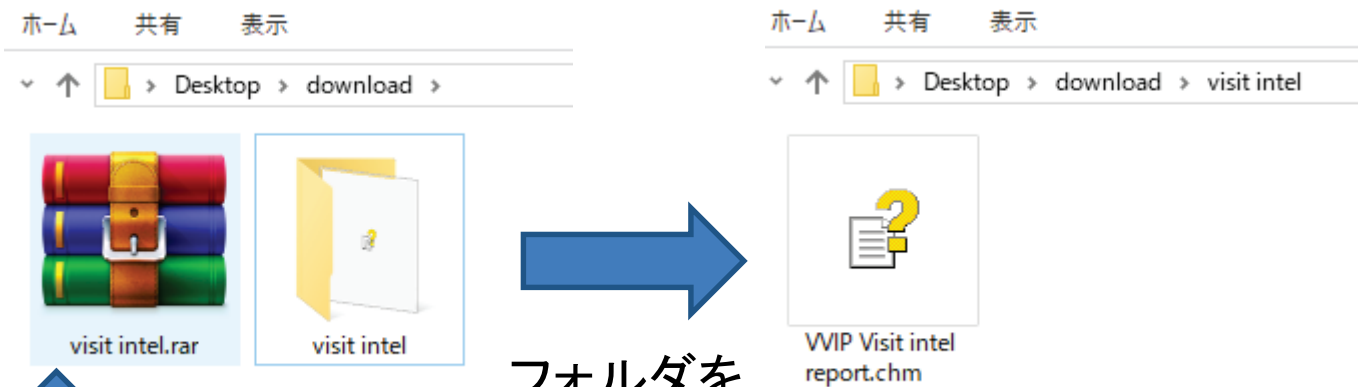 ホーム 共有 表示
Desktop > download >
visit intel.rar
visit intel
フォルダを
ホーム 共有 表示
Desktop > download > visit intel
VVIP Visit intel
report.chm